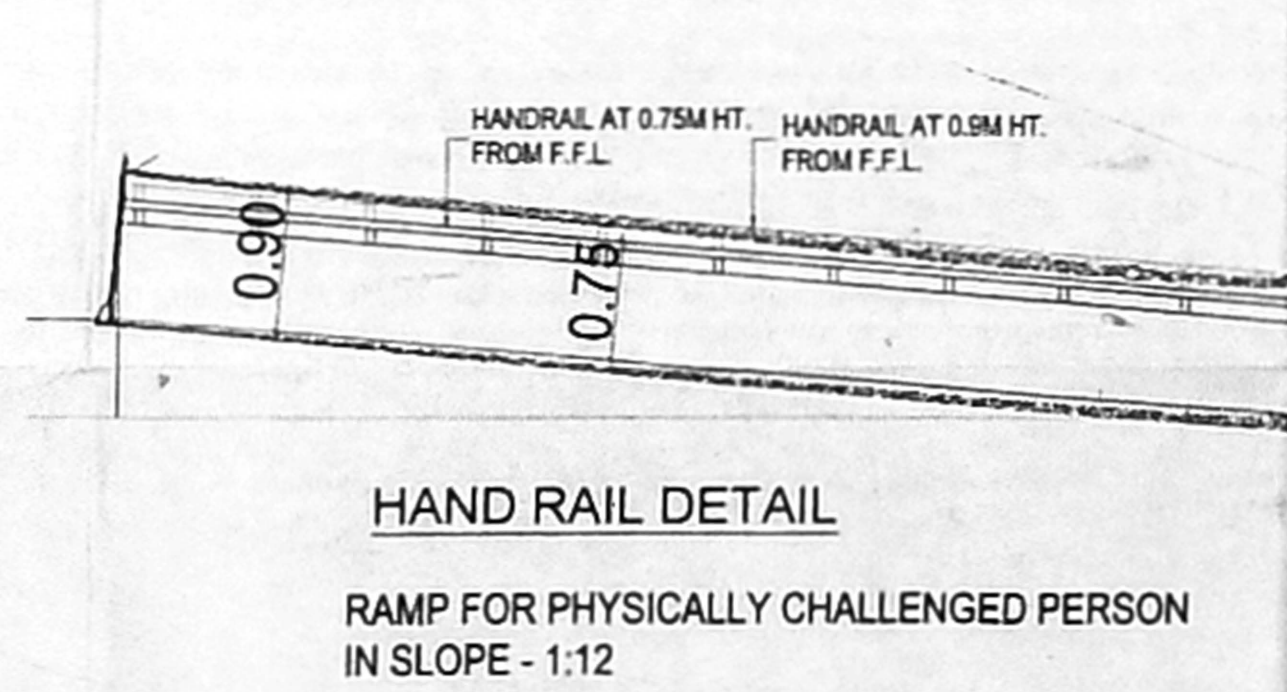 HANDRAIL AT 0.75M HT.
FROM F.F.L.
HANDRAIL AT 0.9M HT.
FROM F.F.L.
0.90
0.75
HAND RAIL DETAIL
RAMP FOR PHYSICALLY CHALLENGED PERSON
IN SLOPE - 1:12